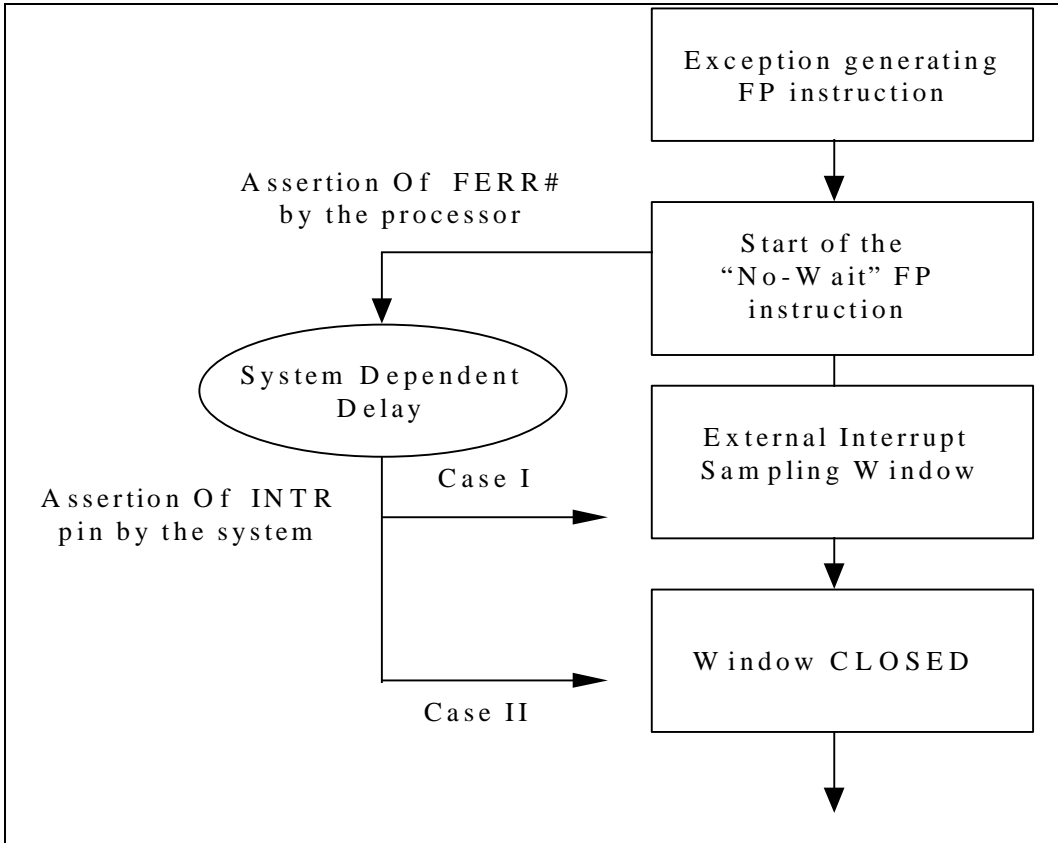 Exception generating
FP instruction
Assertion Of FERR#
by the processor
Start of the
“No-Wait” FP
instruction
System Dependent
Delay
External Interrupt
Sampling Window
Case I
Assertion Of INTR
pin by the system
Window CLOSED
Case II